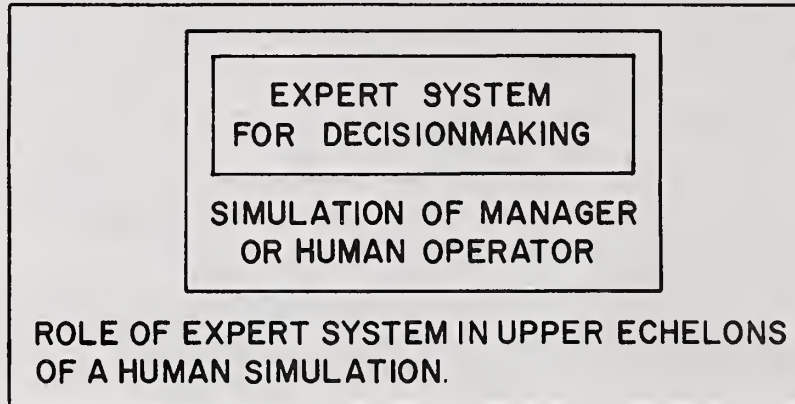 EXPERT SYSTEM
FOR DECISIONMAKING
SIMULATION OF MANAGER
OR HUMAN OPERATOR
ROLE OF EXPERT SYSTEM IN UPPER ECHELONS
OF A HUMAN SIMULATION.